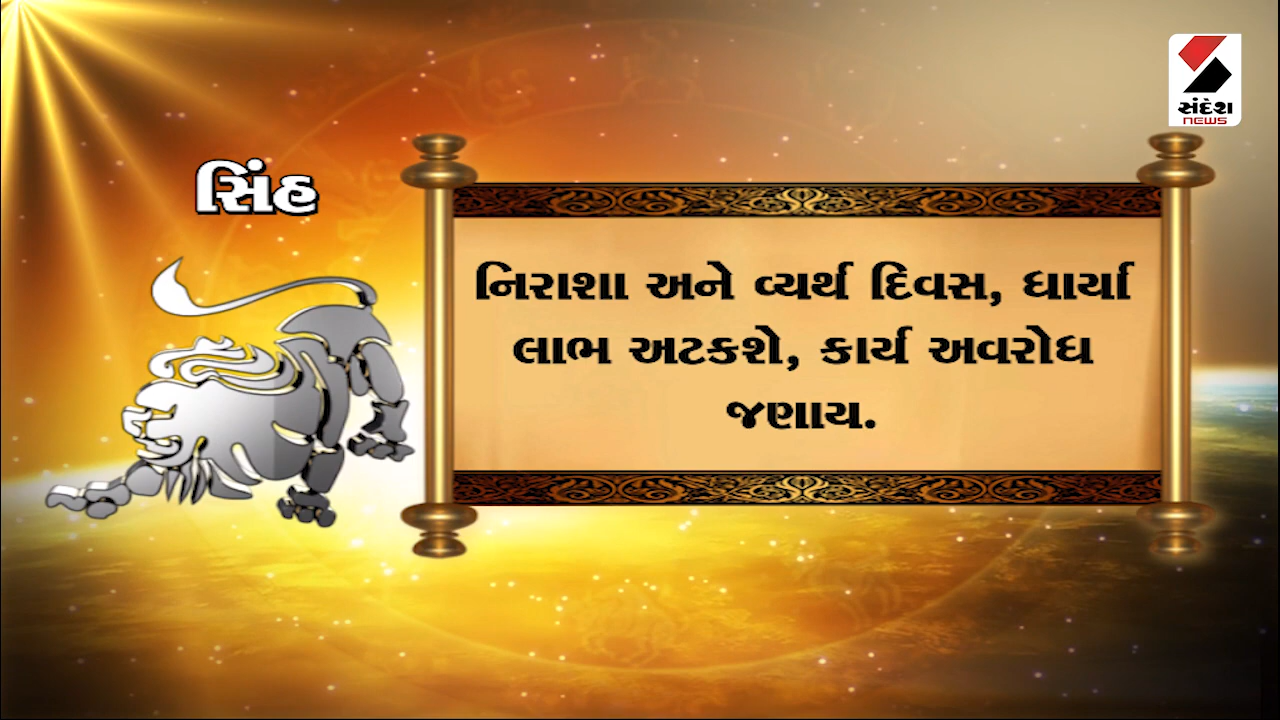 સંદેશ
NEWS
સિંહ
નિરાશા અને વ્યર્થ દિવસ, ધાર્યા
લાભ અટકશે, કાર્ય અવરોધ
જણાય.